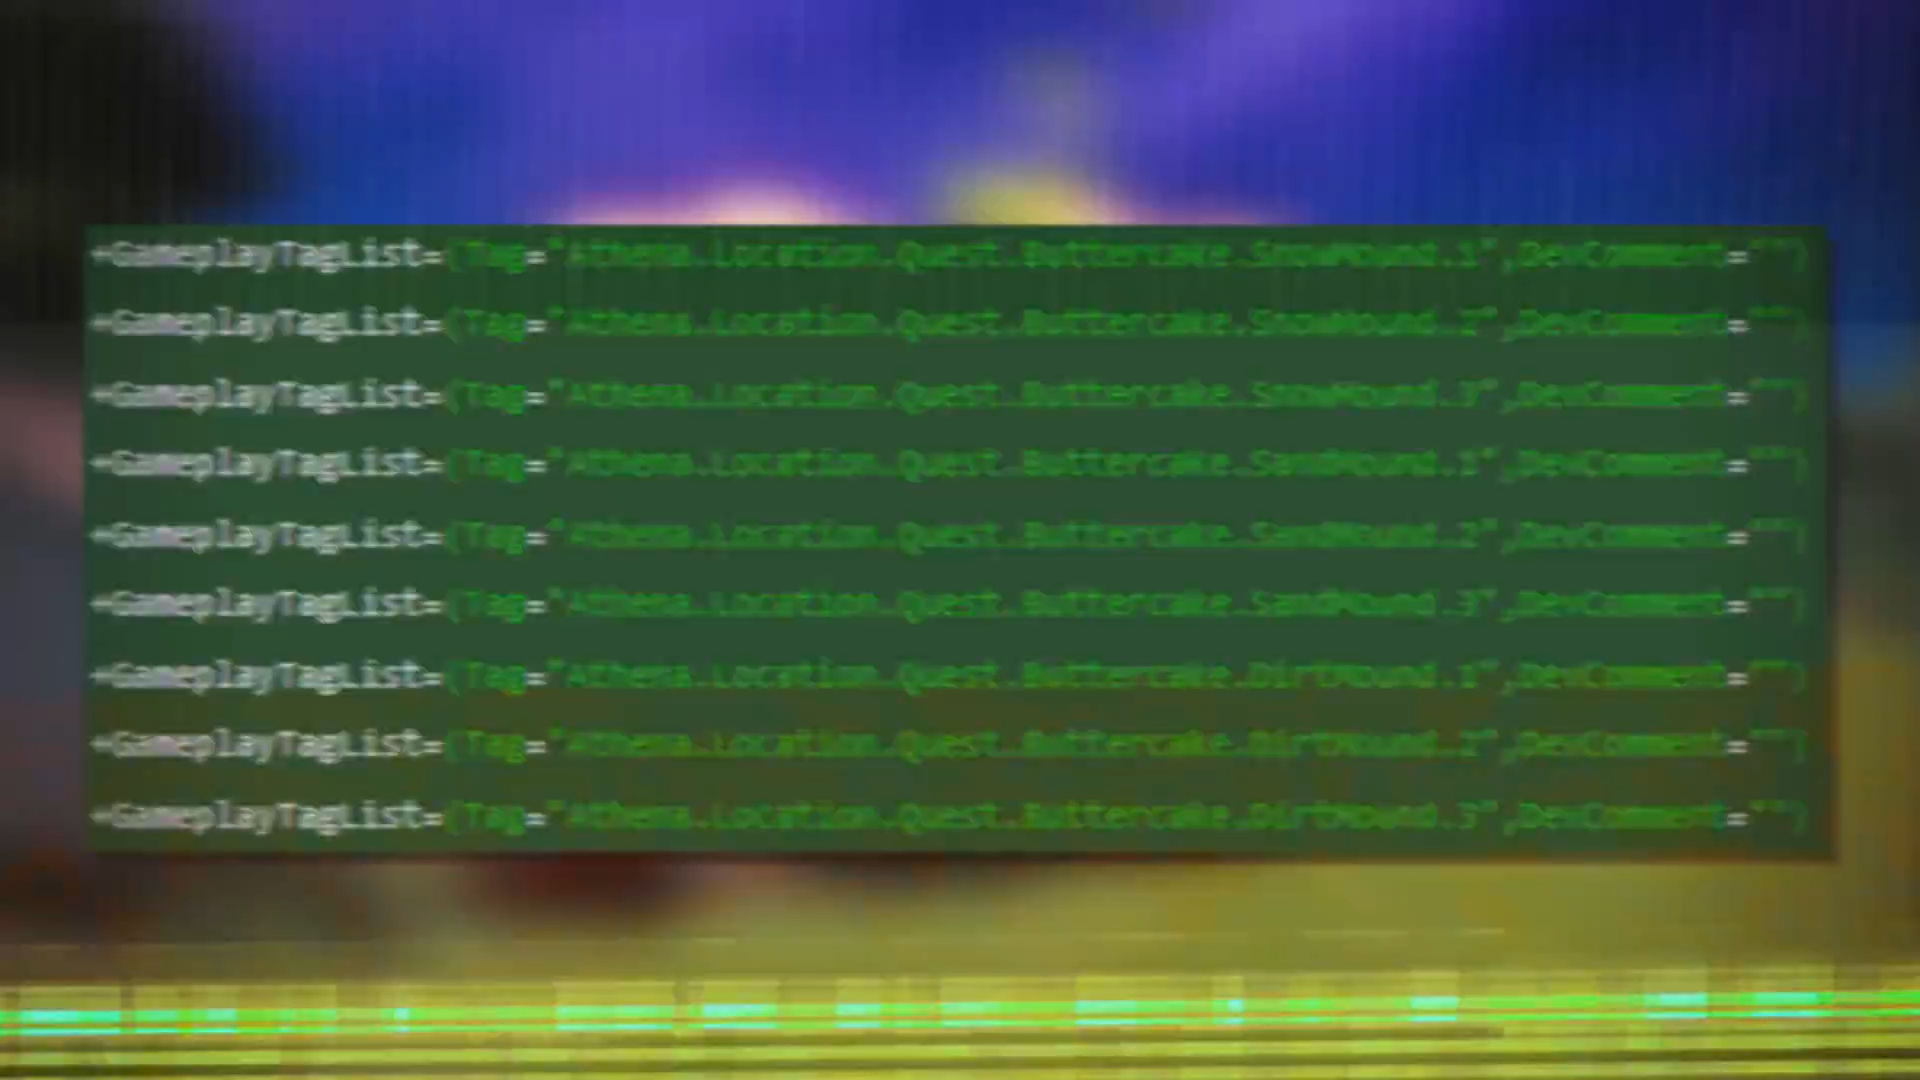 +GameplayTagList=(Tag="Athena.Location.Quest.Buttercake.SnowMound.1",DevComment="")
+GameplayTagList=(Tag="Athena.Location.Quest.Buttercake.SnowMound.2",DevComment="")
+GameplayTagList=(Tag="Athena.Location.Quest.Buttercake.SnowMound.3",DevComment="")
+GameplayTagList=(Tag="Athena.Location.Quest.Buttercake.SandMound.1",DevComment="")
+GameplayTagList=(Tag="Athena.Location.Quest.Buttercake.SandMound.2",DevComment="")
+GameplayTagList=(Tag="Athena.Location.Quest.Buttercake.SandMound.3",DevComment="")
+GameplayTagList=(Tag="Athena.Location.Quest.Buttercake.DirtMound.1",DevComment="")
+GameplayTagList=(Tag="Athena.Location.Quest.Buttercake.DirtMound.2",DevComment="")
+GameplayTagList=(Tag="Athena.Location.Quest.Buttercake.DirtMound.3",DevComment="")